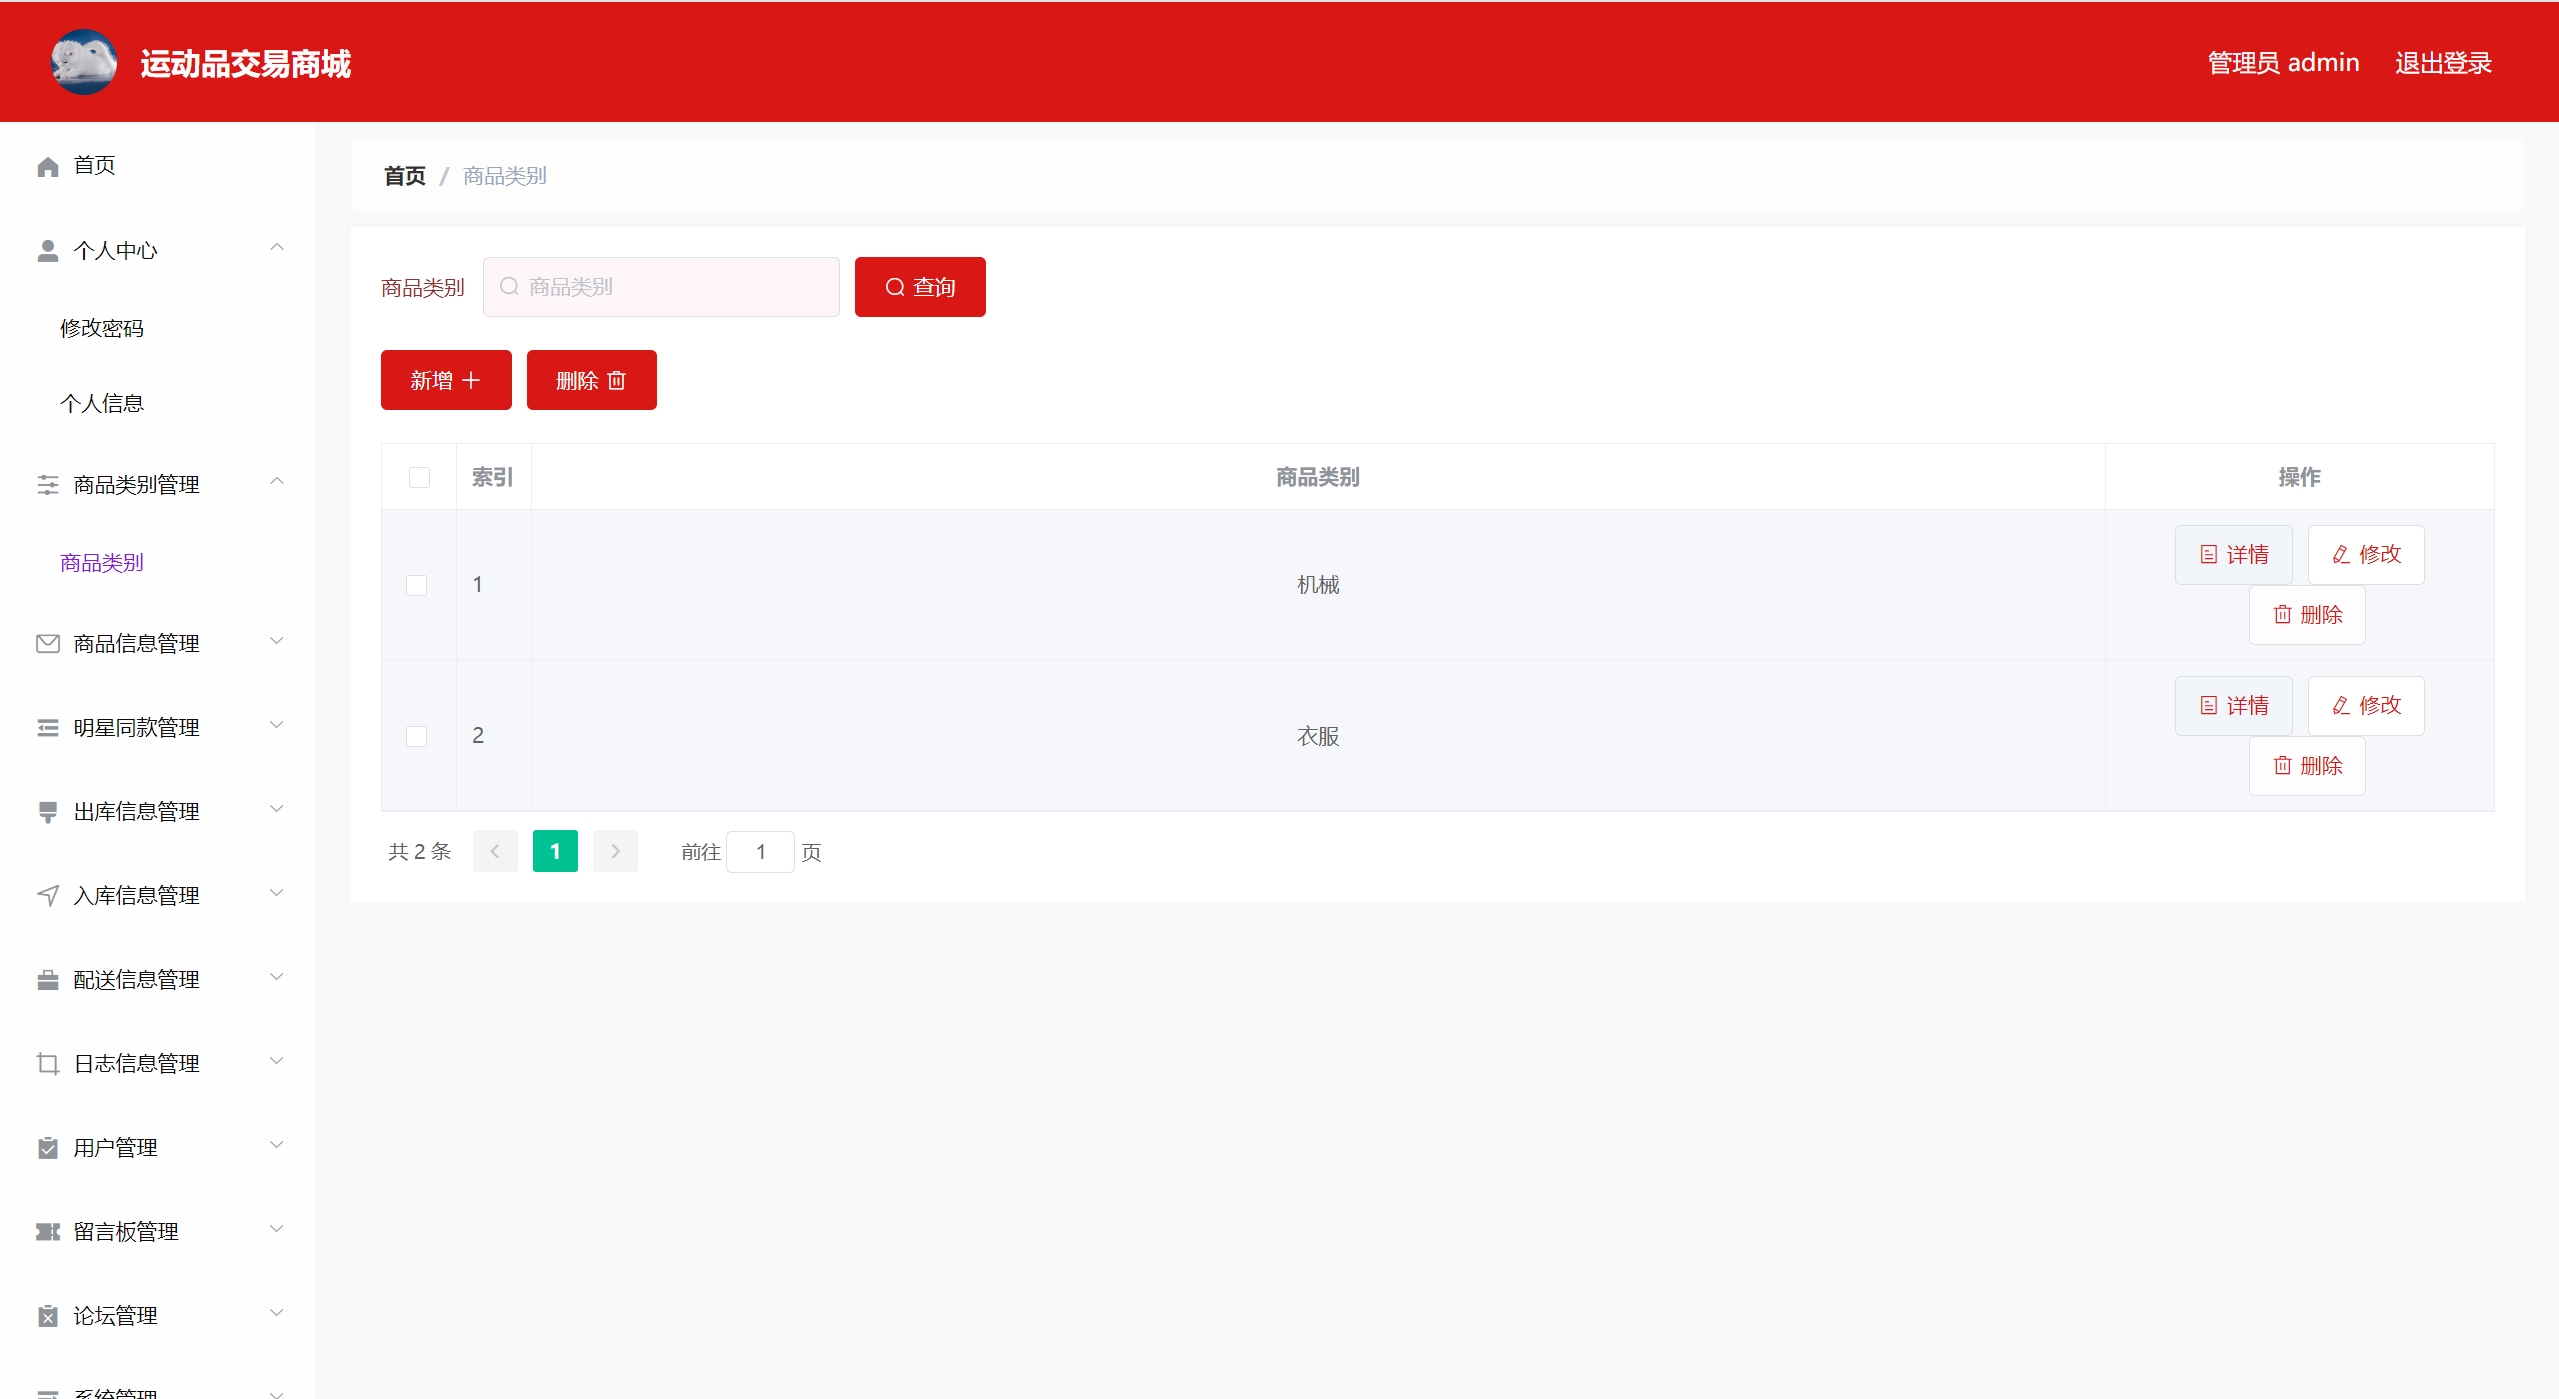 运动品交易商城
管理员 admin 退出登录
首页
个人中心
修改密码
个人信息
商品类别管理
商品类别
商品信息管理
明星同款管理
出库信息管理
入库信息管理
配送信息管理
日志信息管理
用户管理
留言板管理
论坛管理
系统管理
首页 / 商品类别
商品类别 商品类别 查询
新增 删除
索引 商品类别 操作
1 机械 详情 修改
删除
2 衣服 详情 修改
删除
共 2 条 1 前往 1 页